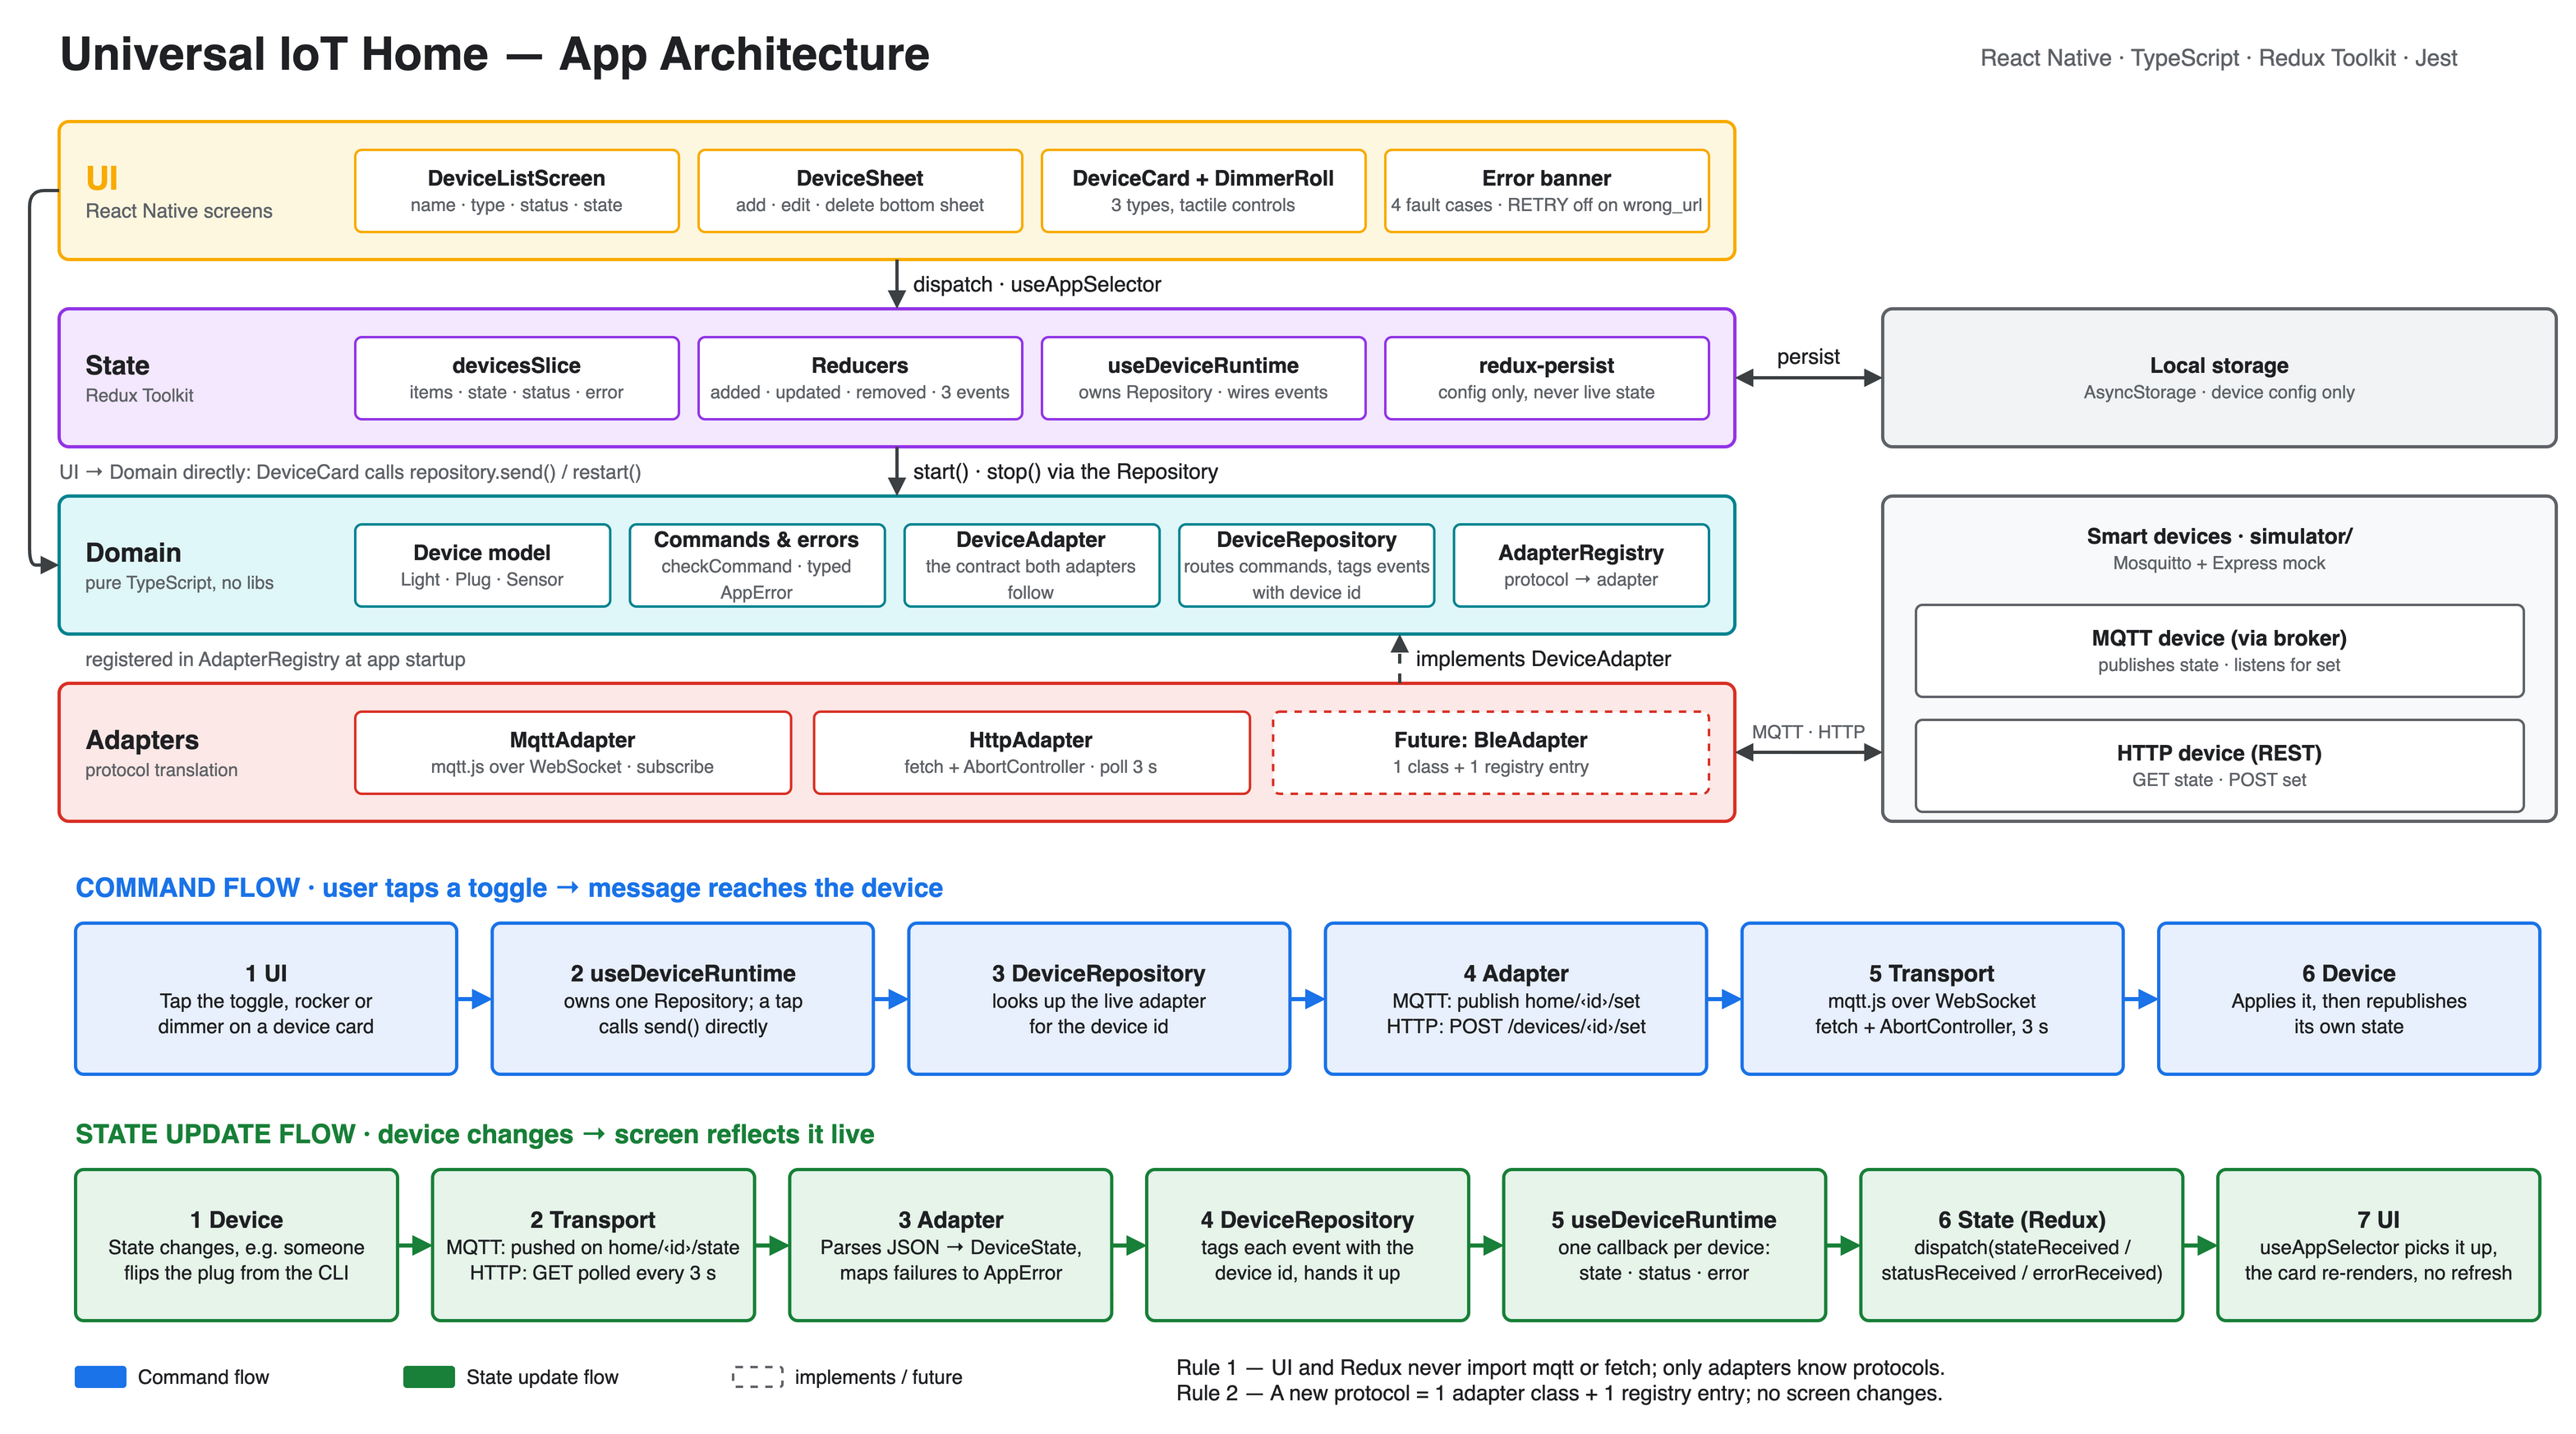 Universal IoT Home — App Architecture
React Native · TypeScript · Redux Toolkit · Jest
UI
React Native screens
DeviceListScreen
name · type · status · state
DeviceSheet
add · edit · delete bottom sheet
DeviceCard + DimmerRoll
3 types, tactile controls
Error banner
4 fault cases · RETRY off on wrong_url
dispatch · useAppSelector
State
Redux Toolkit
devicesSlice
items · state · status · error
Reducers
added · updated · removed · 3 events
useDeviceRuntime
owns Repository · wires events
redux-persist
config only, never live state
persist
Local storage
AsyncStorage · device config only
UI → Domain directly: DeviceCard calls repository.send() / restart()
start() · stop() via the Repository
Domain
pure TypeScript, no libs
Device model
Light · Plug · Sensor
Commands & errors
checkCommand · typed
AppError
DeviceAdapter
the contract both adapters
follow
DeviceRepository
routes commands, tags events
with device id
AdapterRegistry
protocol → adapter
Smart devices · simulator/
Mosquitto + Express mock
MQTT device (via broker)
publishes state · listens for set
HTTP device (REST)
GET state · POST set
registered in AdapterRegistry at app startup
implements DeviceAdapter
Adapters
protocol translation
MqttAdapter
mqtt.js over WebSocket · subscribe
HttpAdapter
fetch + AbortController · poll 3 s
Future: BleAdapter
1 class + 1 registry entry
MQTT · HTTP
COMMAND FLOW · user taps a toggle → message reaches the device
1 UI
Tap the toggle, rocker or
dimmer on a device card
2 useDeviceRuntime
owns one Repository; a tap
calls send() directly
3 DeviceRepository
looks up the live adapter
for the device id
4 Adapter
MQTT: publish home/‹id›/set
HTTP: POST /devices/‹id›/set
5 Transport
mqtt.js over WebSocket
fetch + AbortController, 3 s
6 Device
Applies it, then republishes
its own state
STATE UPDATE FLOW · device changes → screen reflects it live
1 Device
State changes, e.g. someone
flips the plug from the CLI
2 Transport
MQTT: pushed on home/‹id›/state
HTTP: GET polled every 3 s
3 Adapter
Parses JSON → DeviceState,
maps failures to AppError
4 DeviceRepository
tags each event with the
device id, hands it up
5 useDeviceRuntime
one callback per device:
state · status · error
6 State (Redux)
dispatch(stateReceived /
statusReceived / errorReceived)
7 UI
useAppSelector picks it up,
the card re-renders, no refresh
Command flow
State update flow
implements / future
Rule 1 — UI and Redux never import mqtt or fetch; only adapters know protocols.
Rule 2 — A new protocol = 1 adapter class + 1 registry entry; no screen changes.